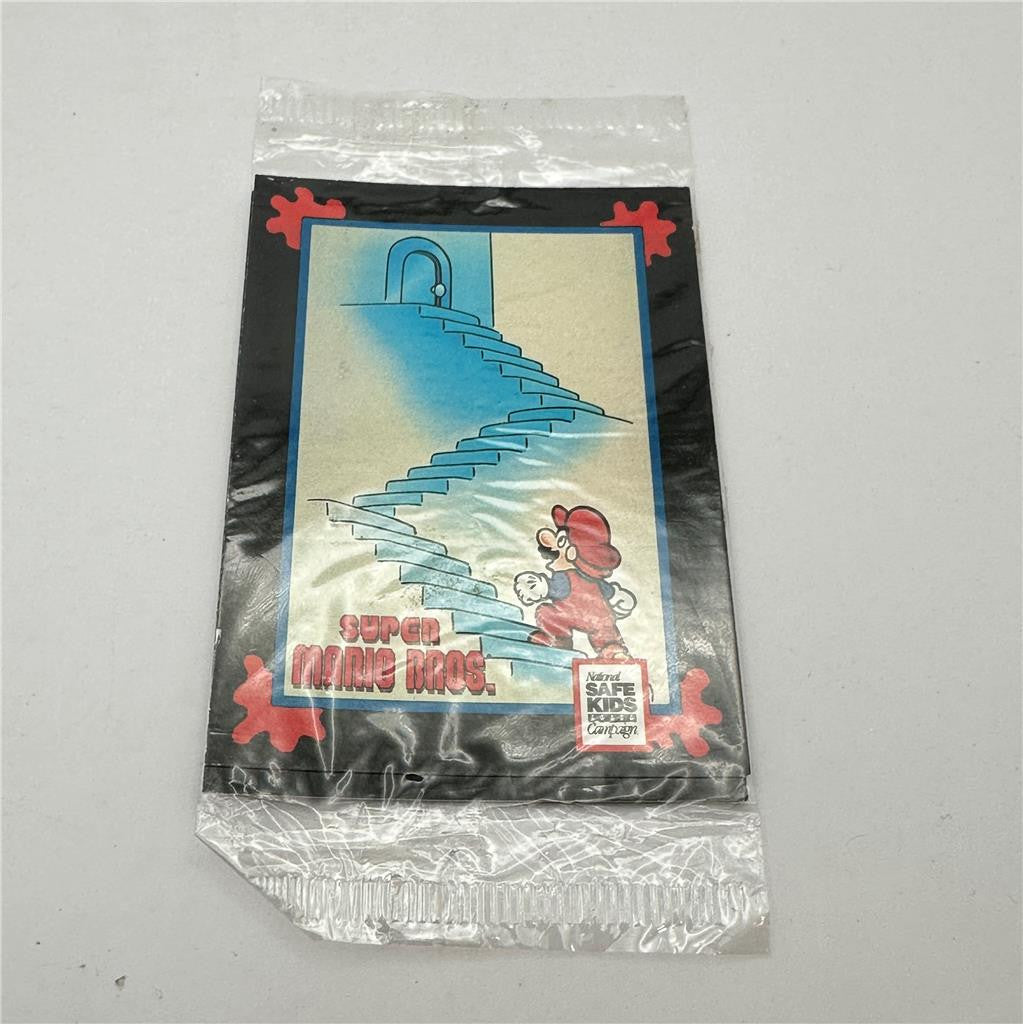 SUPER
MARIO BROS.
National
SAFE
KIDS
Campaign